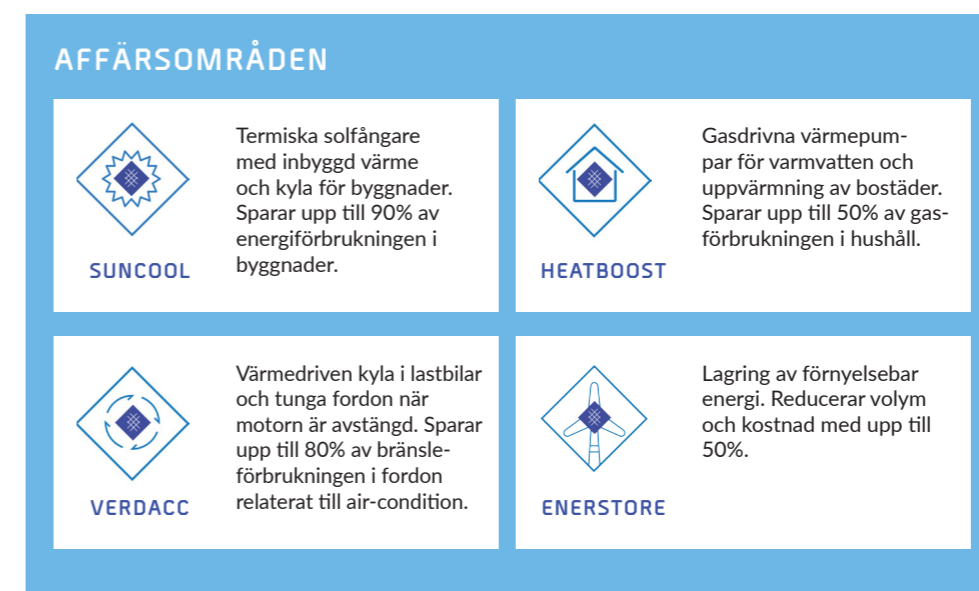 AFFÄRSOMRÅDEN
Termiska solfångare
med inbyggd värme
och kyla för byggnader.
Sparar upp till 90% av
energiförbrukningen i
byggnader.
SUNCOOL
Gasdrivna värmepum-
par för varmvatten och
uppvärmning av bostäder.
Sparar upp till 50% av gas-
förbrukningen i hushåll.
HEATBOOST
Värmedriven kyla i lastbilar
och tunga fordon när
motorn är avstängd. Sparar
upp till 80% av bränsle-
förbrukningen i fordon
relaterat till air-condition.
VERDACC
Lagring av förnyelsebar
energi. Reducerar volym
och kostnad med upp till
50%.
ENERSTORE